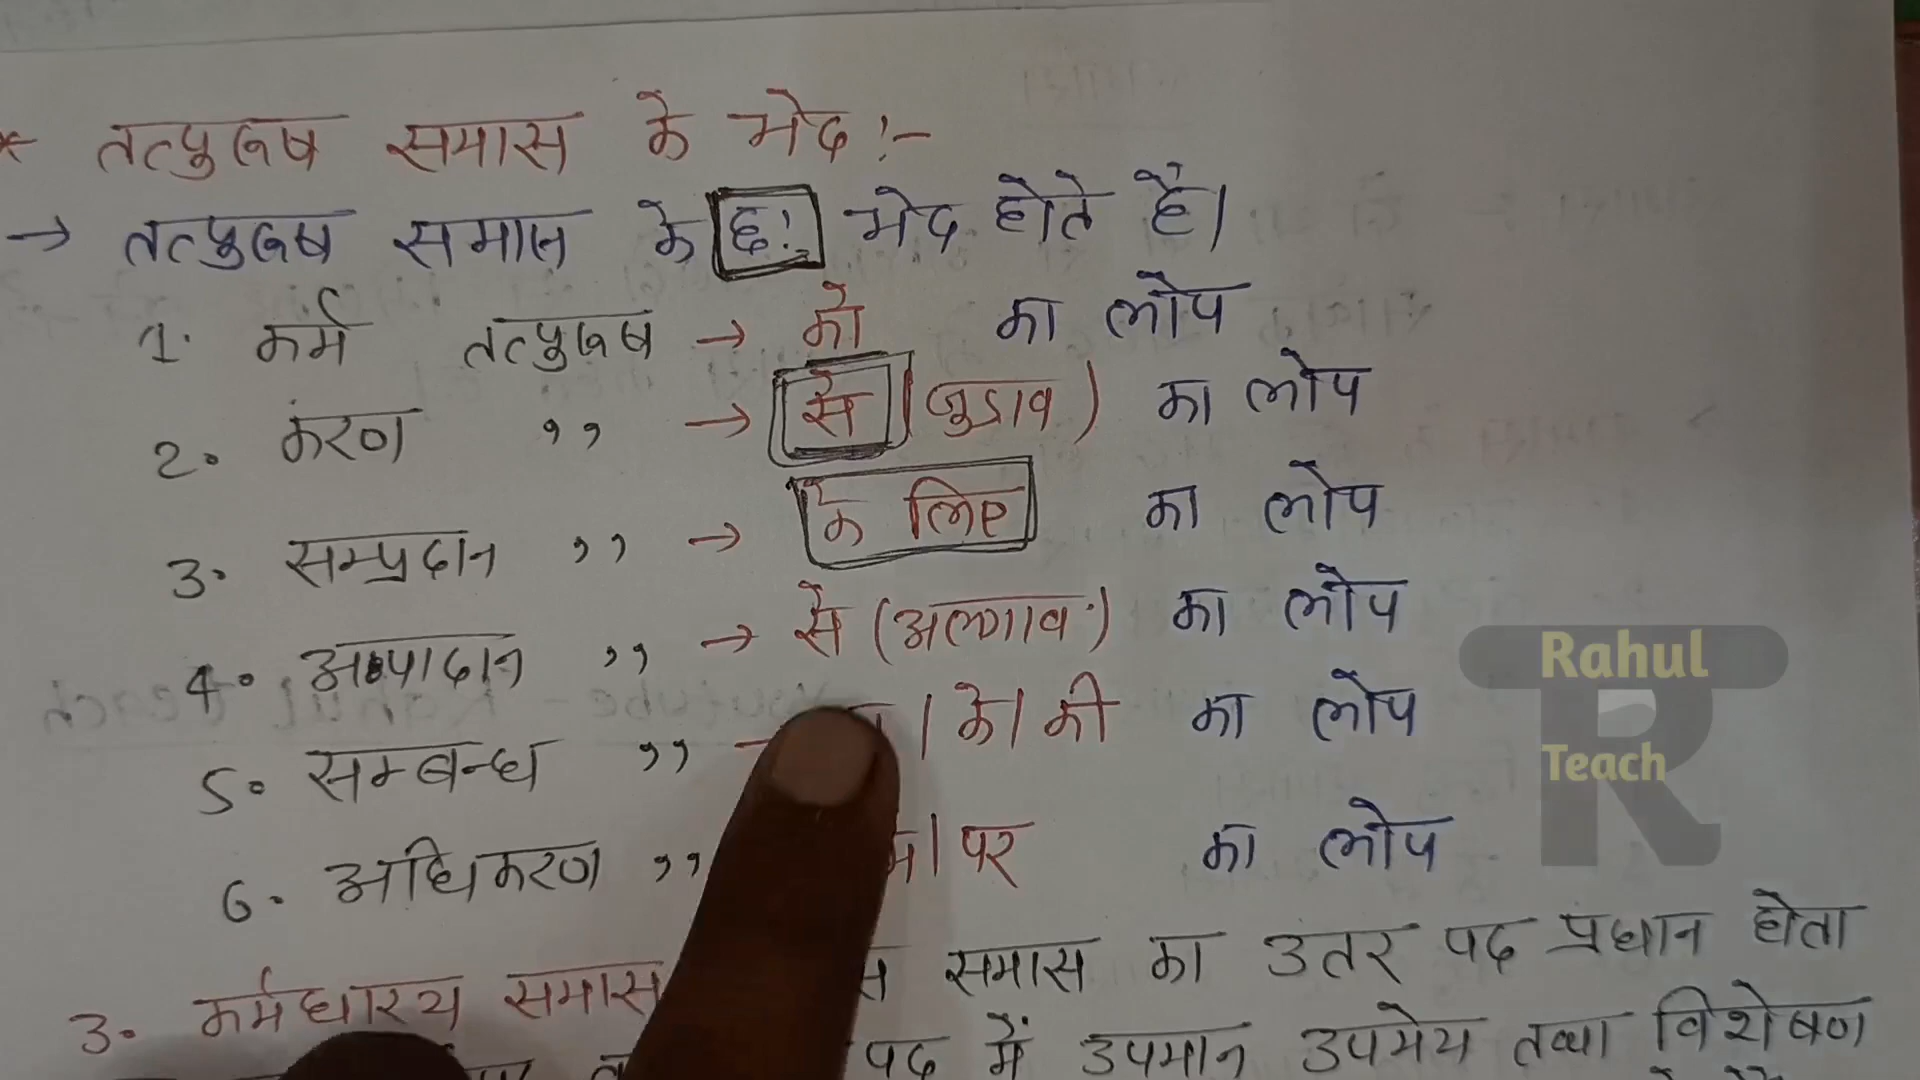 * तत्पुरूष समास के भेद :-
→ तत्पुरूष समास के छः भेद होते हैं।
1. कर्म तत्पुरूष → को का लोप
2. करण ,, → से (जुडाव) का लोप
3. सम्प्रदान ,, → के लिए का लोप
4. अपादान ,, → से (अलगाव) का लोप
5. सम्बन्ध ,, → | के | की का लोप
6. अधिकरण ,, | पर का लोप
3. कर्मधारय समास समास का उतर पद प्रधान होता
पद में उपमान उपमेय तथा विशेषण
Rahul
Teach